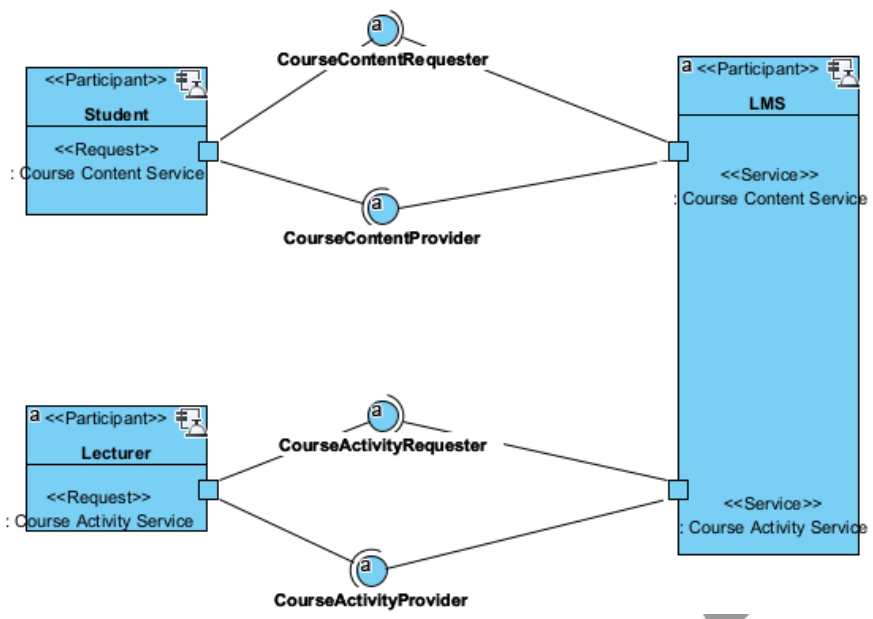 a
CourseContentRequester
<<Participant>>
Student
<<Request>>
: Course Content Service
a <<Participant>>
LMS
<<Service>>
: Course Content Service
a
CourseContentProvider
a <<Participant>>
Lecturer
<<Request>>
: Course Activity Service
a
CourseActivityRequester
<<Service>>
: Course Activity Service
a
CourseActivityProvider